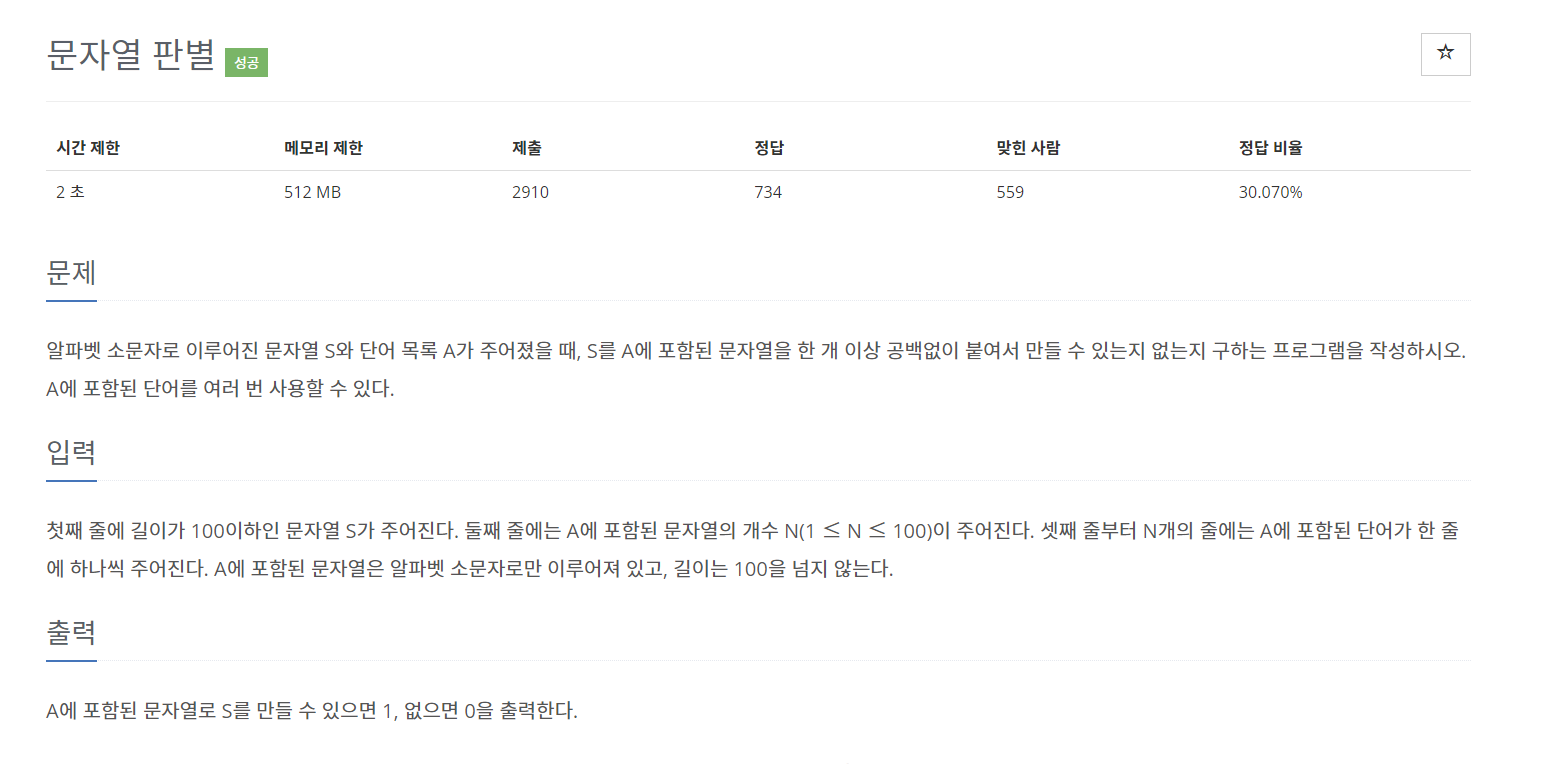 문자열 판별 성공
☆
시간 제한 메모리 제한 제출 정답 맞힌 사람 정답 비율
2 초 512 MB 2910 734 559 30.070%
문제
알파벳 소문자로 이루어진 문자열 S와 단어 목록 A가 주어졌을 때, S를 A에 포함된 문자열을 한 개 이상 공백없이 붙여서 만들 수 있는지 없는지 구하는 프로그램을 작성하시오.
A에 포함된 단어를 여러 번 사용할 수 있다.
입력
첫째 줄에 길이가 100이하인 문자열 S가 주어진다. 둘째 줄에는 A에 포함된 문자열의 개수 N(1 ≤ N ≤ 100)이 주어진다. 셋째 줄부터 N개의 줄에는 A에 포함된 단어가 한 줄
에 하나씩 주어진다. A에 포함된 문자열은 알파벳 소문자로만 이루어져 있고, 길이는 100을 넘지 않는다.
출력
A에 포함된 문자열로 S를 만들 수 있으면 1, 없으면 0을 출력한다.